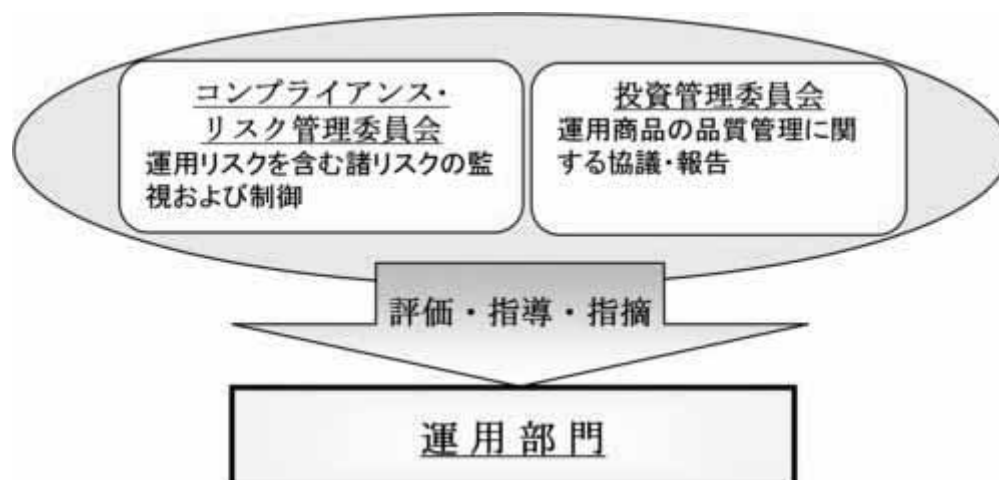 コンプライアンス・
リスク管理委員会
運用リスクを含む諸リスクの監
視および制御
投資管理委員会
運用商品の品質管理に関
する協議・報告
評価・指導・指摘
運用部門